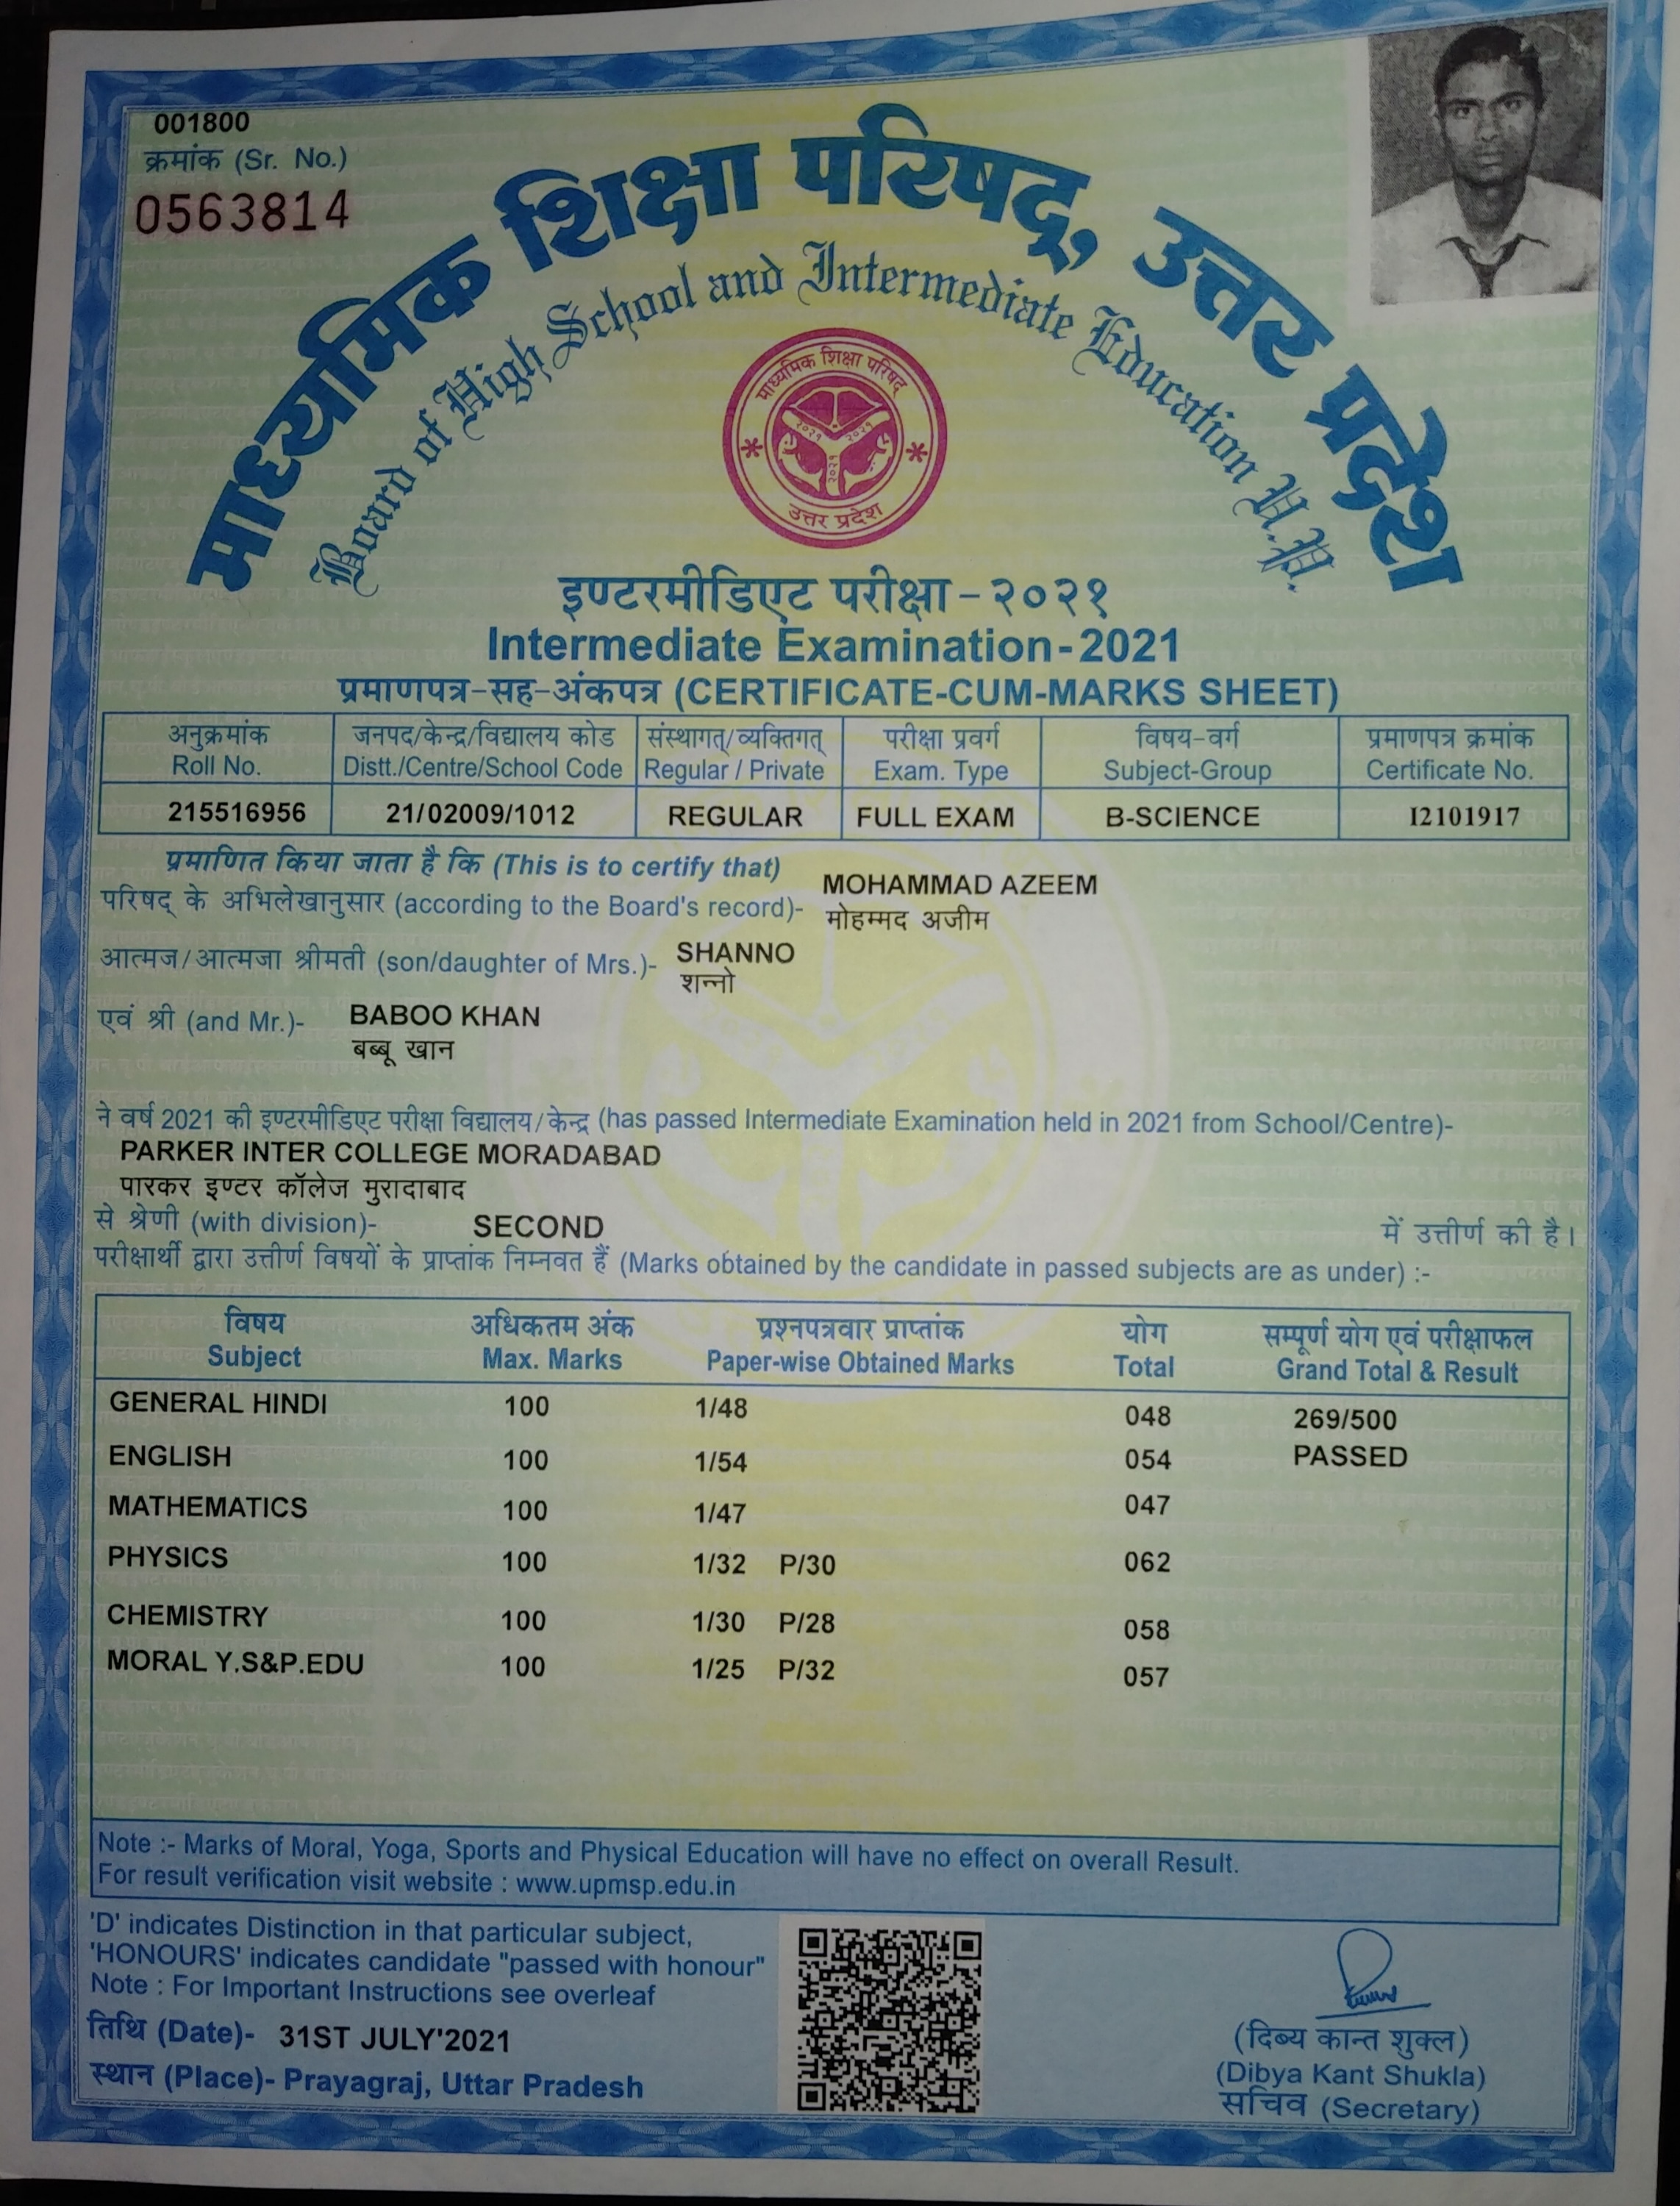 001800
क्रमांक (Sr. No.)
0563814
माध्यमिक शिक्षा परिषद्, उत्तर प्रदेश
Board of High School and Intermediate Education U.P.
माध्यमिक शिक्षा परिषद्
२०२१ २०२१
२०२१
उत्तर प्रदेश
इण्टरमीडिएट परीक्षा-२०२१
Intermediate Examination-2021
प्रमाणपत्र-सह-अंकपत्र (CERTIFICATE-CUM-MARKS SHEET)
अनुक्रमांक जनपद/केन्द्र/विद्यालय कोड संस्थागत्/व्यक्तिगत् परीक्षा प्रवर्ग विषय-वर्ग प्रमाणपत्र क्रमांक
Roll No. Distt./Centre/School Code Regular / Private Exam. Type Subject-Group Certificate No.
215516956 21/02009/1012 REGULAR FULL EXAM B-SCIENCE I2101917
प्रमाणित किया जाता है कि (This is to certify that)
परिषद् के अभिलेखानुसार (according to the Board's record)- MOHAMMAD AZEEM
मोहम्मद अजीम
आत्मज/आत्मजा श्रीमती (son/daughter of Mrs.)- SHANNO
शन्नो
एवं श्री (and Mr.)- BABOO KHAN
बब्बू खान
ने वर्ष 2021 की इण्टरमीडिएट परीक्षा विद्यालय/केन्द्र (has passed Intermediate Examination held in 2021 from School/Centre)-
PARKER INTER COLLEGE MORADABAD
पारकर इण्टर कॉलेज मुरादाबाद
से श्रेणी (with division)- SECOND में उत्तीर्ण की है।
परीक्षार्थी द्वारा उत्तीर्ण विषयों के प्राप्तांक निम्नवत हैं (Marks obtained by the candidate in passed subjects are as under) :-
विषय अधिकतम अंक प्रश्नपत्रवार प्राप्तांक योग सम्पूर्ण योग एवं परीक्षाफल
Subject Max. Marks Paper-wise Obtained Marks Total Grand Total & Result
GENERAL HINDI 100 1/48 048 269/500
ENGLISH 100 1/54 054 PASSED
MATHEMATICS 100 1/47 047
PHYSICS 100 1/32 P/30 062
CHEMISTRY 100 1/30 P/28 058
MORAL Y.S&P.EDU 100 1/25 P/32 057
Note :- Marks of Moral, Yoga, Sports and Physical Education will have no effect on overall Result.
For result verification visit website : www.upmsp.edu.in
'D' indicates Distinction in that particular subject,
'HONOURS' indicates candidate "passed with honour"
Note : For Important Instructions see overleaf
तिथि (Date)- 31ST JULY'2021
स्थान (Place)- Prayagraj, Uttar Pradesh
(दिब्य कान्त शुक्ल)
(Dibya Kant Shukla)
सचिव (Secretary)